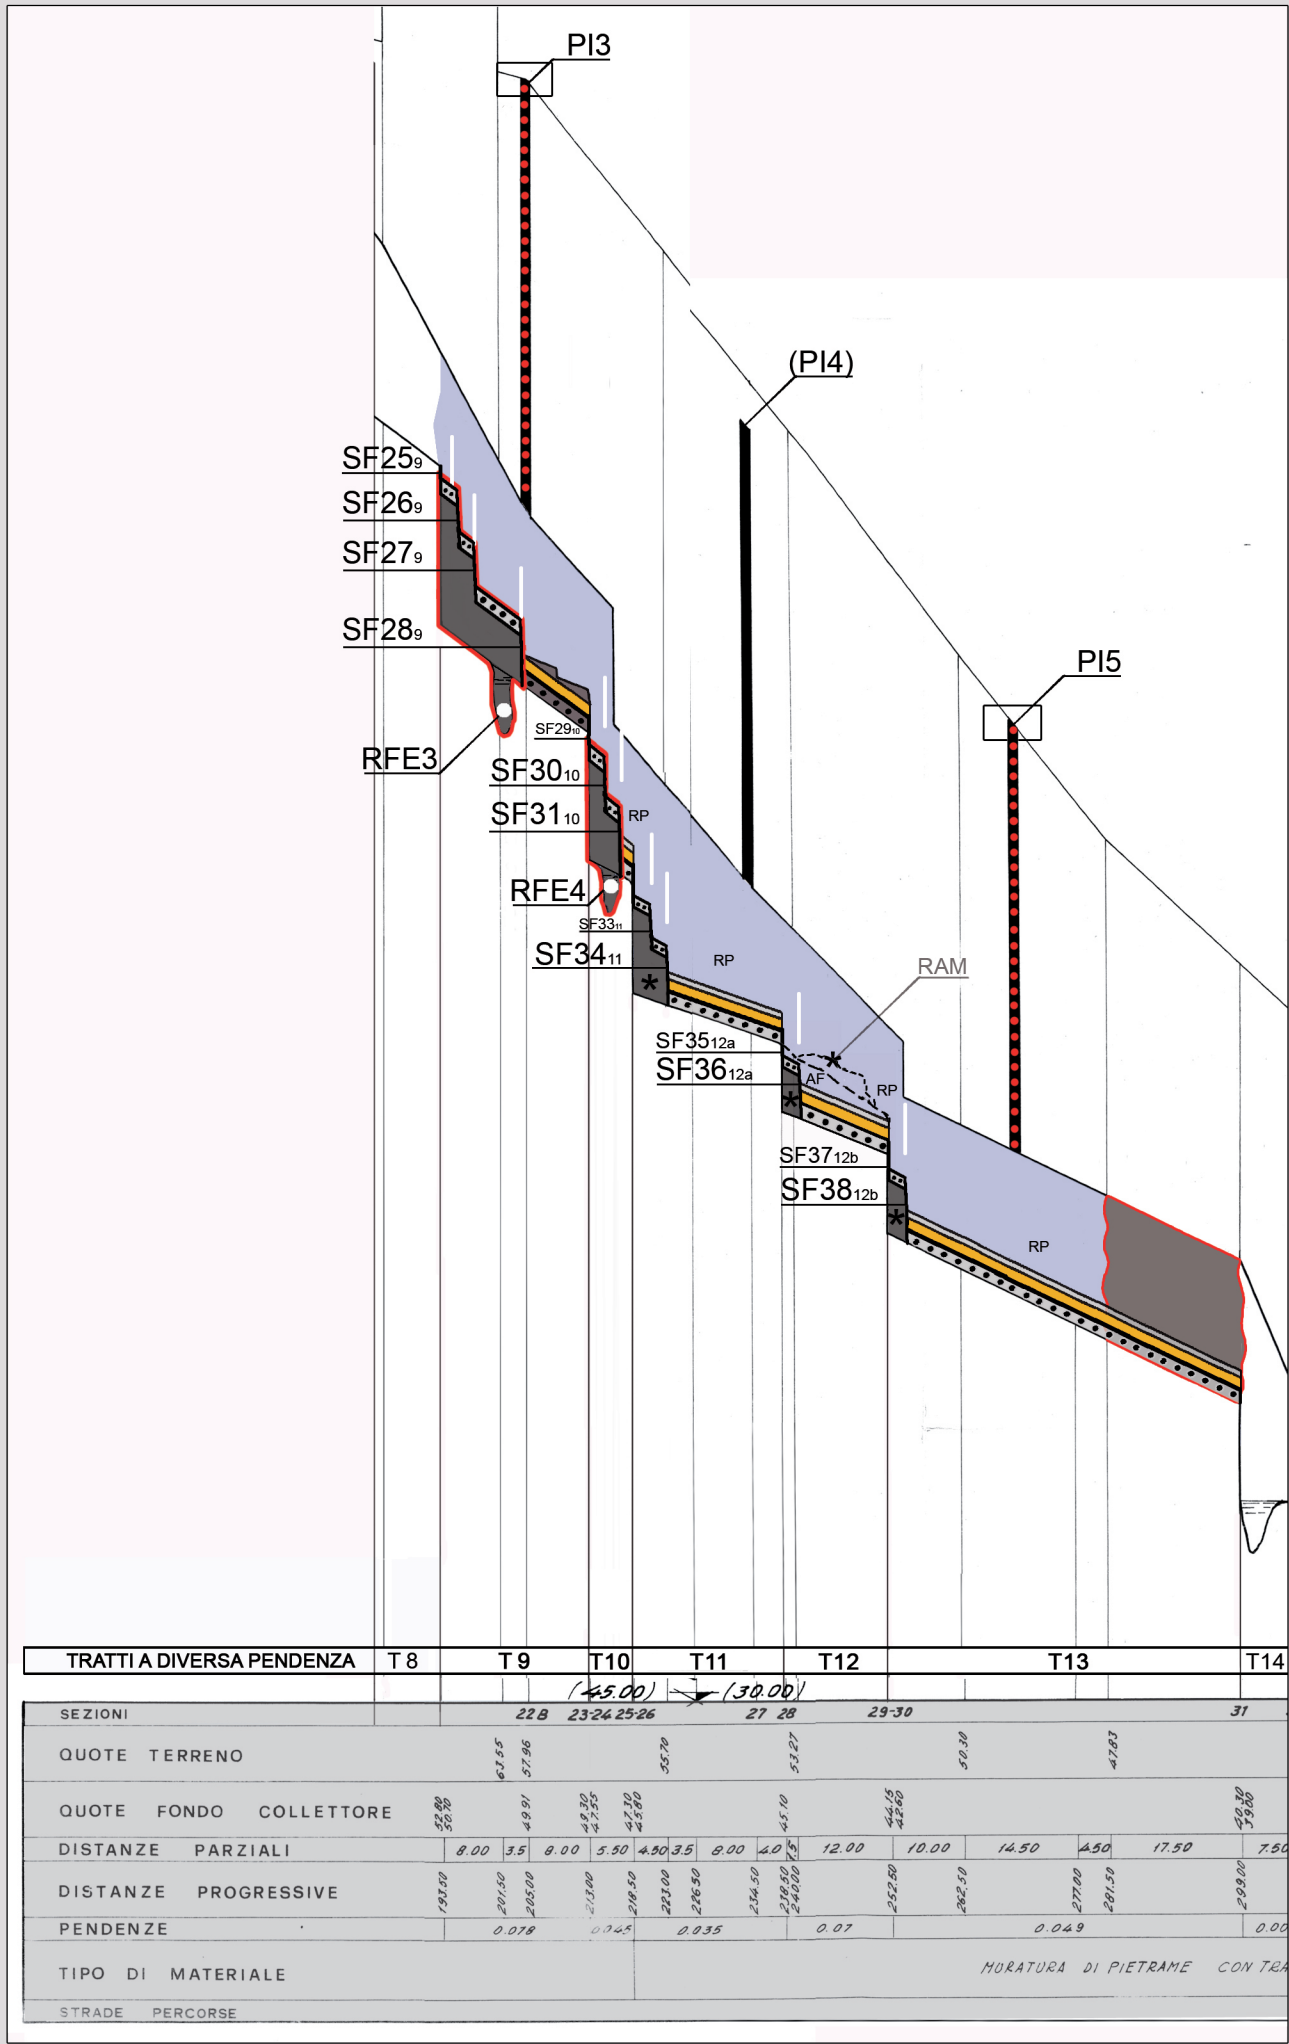 PI3
(PI4)
SF25₉
SF26₉
SF27₉
SF28₉
PI5
SF29₁₀
RFE3
SF30₁₀
SF31₁₀
RP
RFE4
SF33₁₁
SF34₁₁
RP
RAM
*
*
SF35₁₂ₐ
SF36₁₂ₐ
AF
RP
*
SF37₁₂b
SF38₁₂b
*
RP
TRATTI A DIVERSA PENDENZA T 8 T 9 T10 T11 T12 T13 T14
(45.00) (30.00)
SEZIONI 22B 23-24 25-26 27 28 29-30 31
QUOTE TERRENO 63.55 57.96 55.70 53.27 50.30 47.83
QUOTE FONDO COLLETTORE 52.80 50.70 49.91 49.30 47.55 47.30 45.80 45.10 44.15 42.60 40.30 39.00
DISTANZE PARZIALI 8.00 3.5 8.00 5.50 4.50 3.5 8.00 4.0 1.5 12.00 10.00 14.50 4.50 17.50 7.50
DISTANZE PROGRESSIVE 193.50 201.50 205.00 213.00 218.50 223.00 226.50 234.50 238.50 240.00 252.50 262.50 277.00 281.50 299.00
PENDENZE 0.078 0.045 0.035 0.07 0.049 0.00
TIPO DI MATERIALE MURATURA DI PIETRAME CON TRA
STRADE PERCORSE